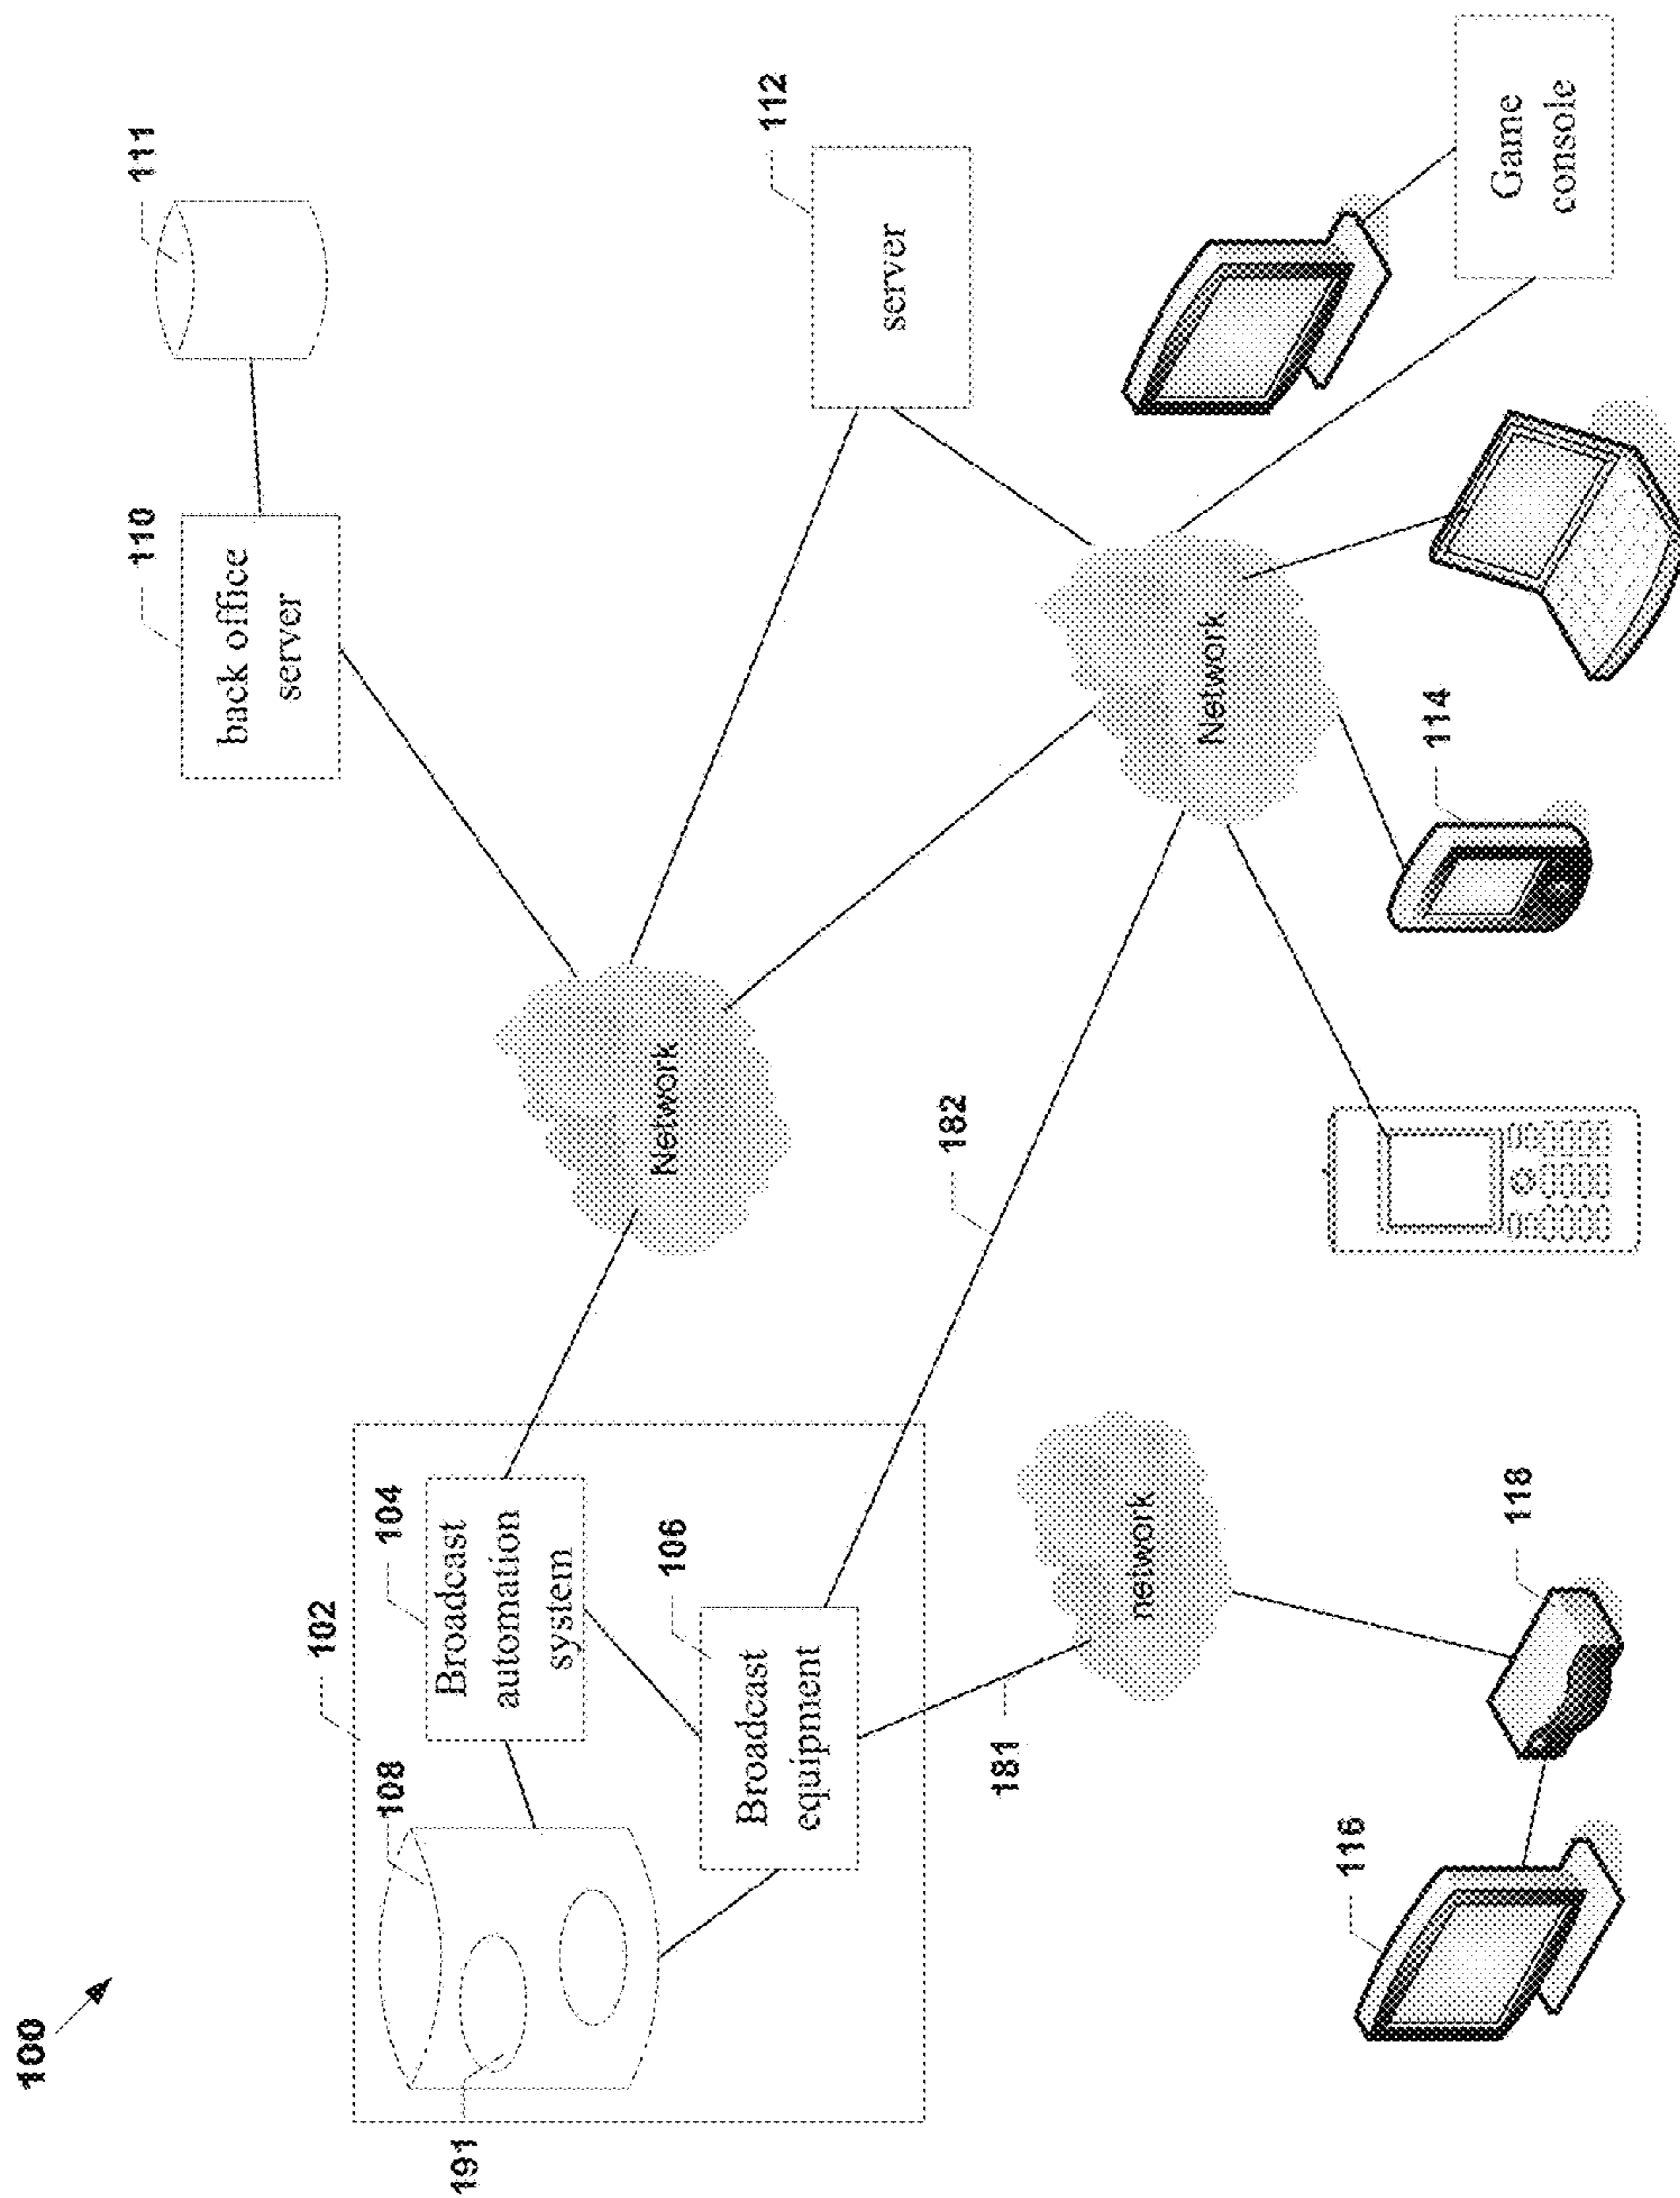 100
102
108
104
Broadcast
automation
system
106
Broadcast
equipment
191
181
182
network
Network
110
back office
server
111
112
server
Network
114
116
118
Game
console